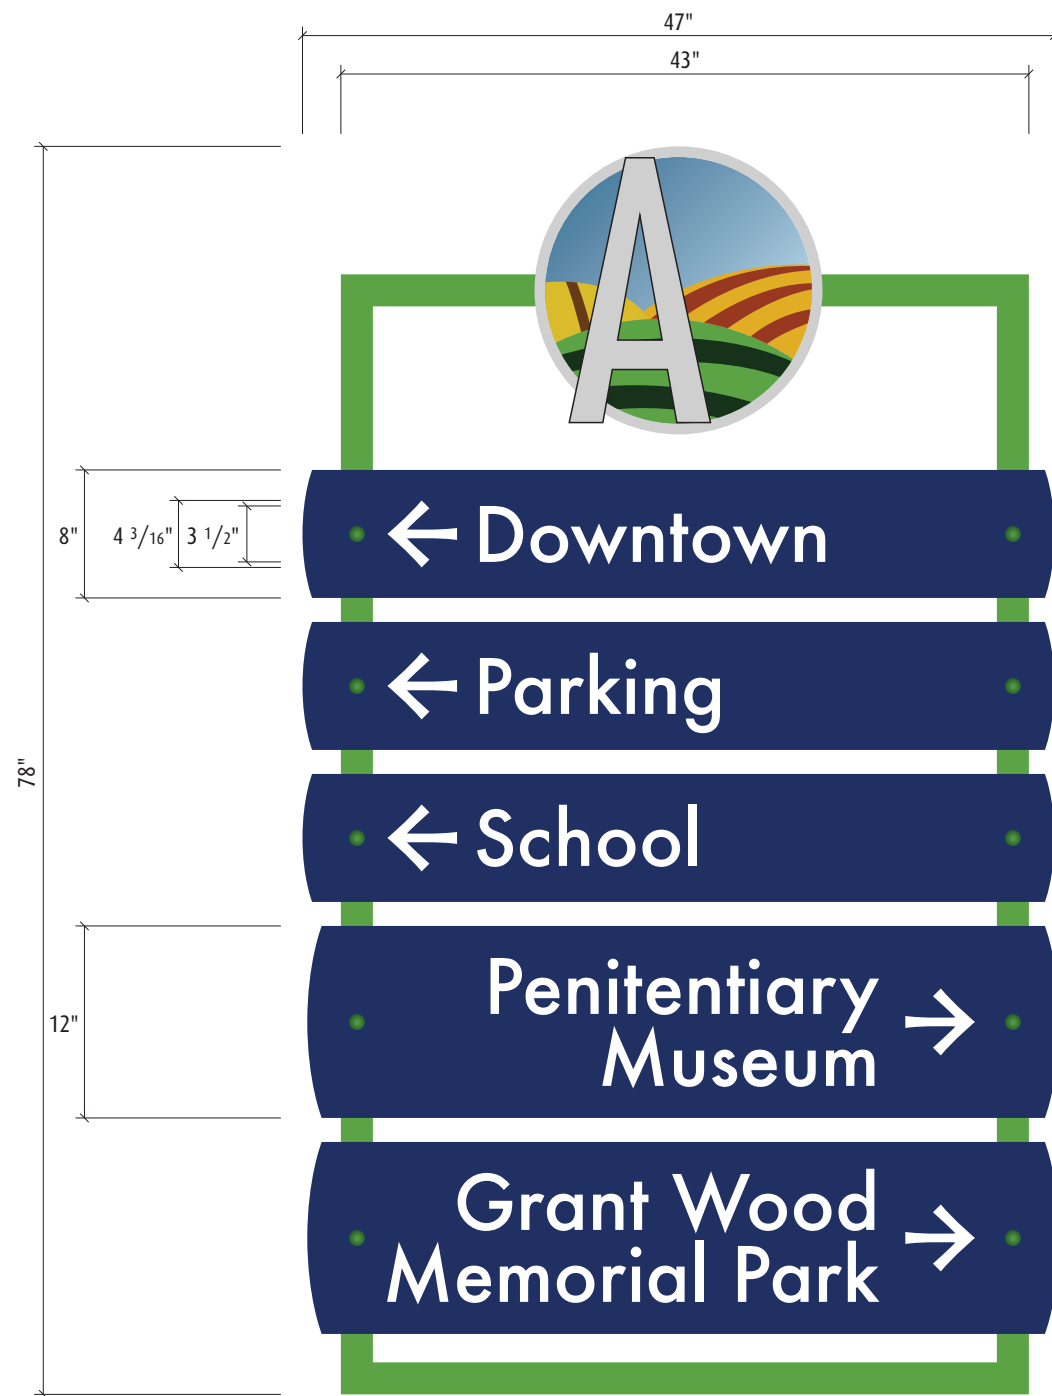 47"
43"
A
8"
4 3/16"
3 1/2"
Downtown
Parking
78"
School
12"
Penitentiary
Museum
Grant Wood
Memorial Park